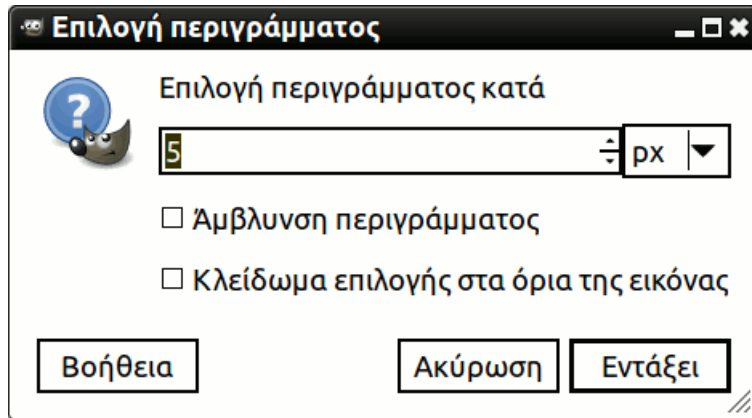 Επιλογή περιγράμματος
Επιλογή περιγράμματος κατά
5 px
Άμβλυνση περιγράμματος
Κλείδωμα επιλογής στα όρια της εικόνας
Βοήθεια Ακύρωση Εντάξει